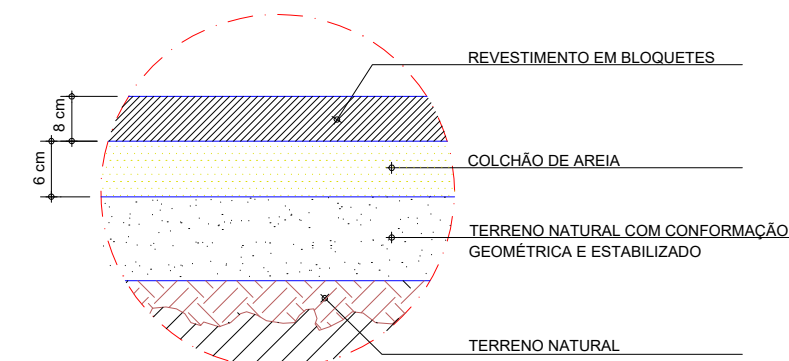 REVESTIMENTO EM BLOQUETES
8 cm
COLCHÃO DE AREIA
6 cm
TERRENO NATURAL COM CONFORMAÇÃO
GEOMÉTRICA E ESTABILIZADO
TERRENO NATURAL